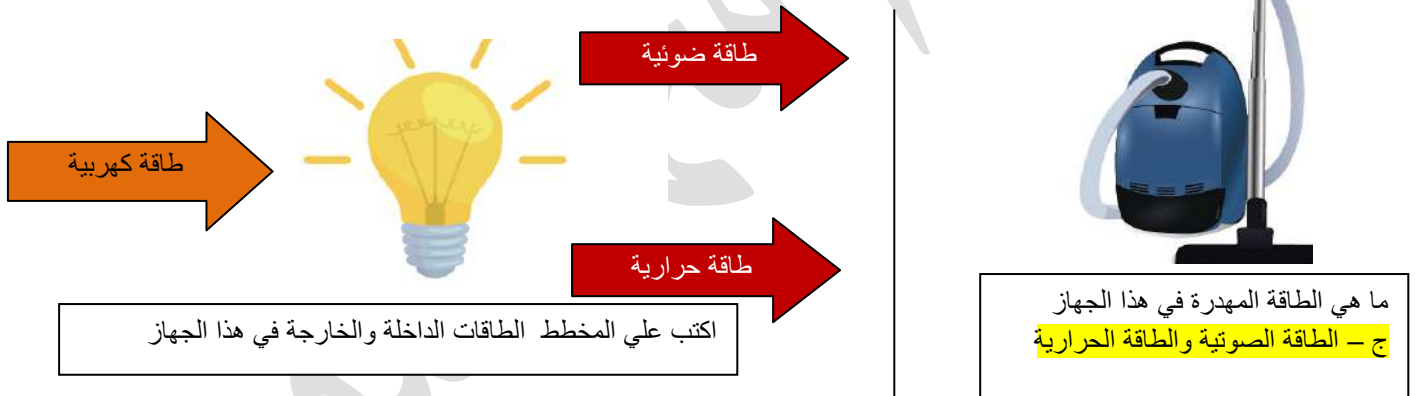 طاقة ضوئية
طاقة كهربية
طاقة حرارية
اكتب علي المخطط الطاقات الداخلة والخارجة في هذا الجهاز
ما هي الطاقة المهدرة في هذا الجهاز
ج – الطاقة الصوتية والطاقة الحرارية